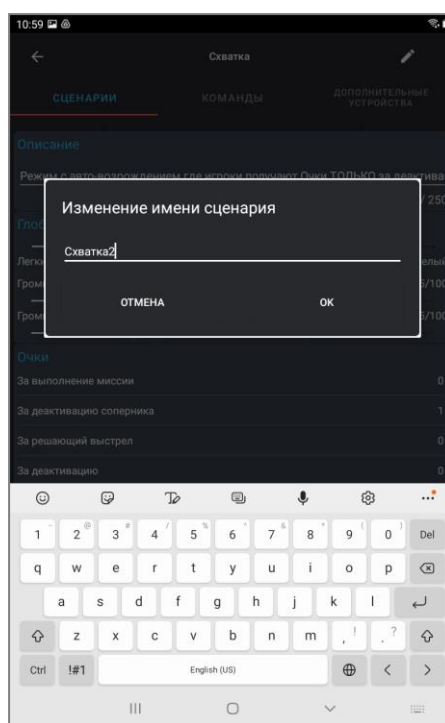 10:59
Схватка
СЦЕНАРИИ КОМАНДЫ ДОПОЛНИТЕЛЬНЫЕ УСТРОЙСТВА
Описание
Режим с авто-возрождением где игроки получают Очки ТОЛЬКО за деактива
/ 250
Изменение имени сценария
Схватка2
ОТМЕНА OK
Очки
За выполнение миссии 0
За деактивацию соперника 1
За решающий выстрел 0
За деактивацию 0
1 2 @ 3 # 4 / 5 % 6 ^ 7 & 8 * 9 ( 0 ) Del
q w e r t y u i o p
a s d f g h j k l
z x c v b n m , ! . ?
Ctrl !#1 English (US) < >